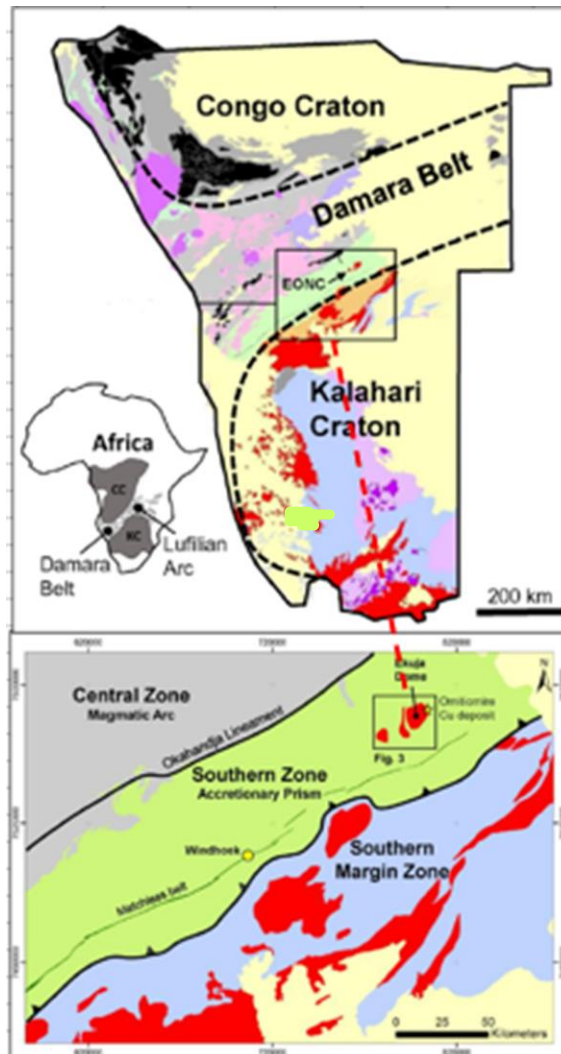 Congo Craton
Damara Belt
EONC
Kalahari
Craton
Africa
CC
KC
Damara
Belt
Lufilian
Arc
200 km
Ekuja
Dome
N
Omitiomire
Cu deposit
Central Zone
Magmatic Arc
Okahandja Lineament
Fig. 3
Southern Zone
Accretionary Prism
Windhoek
Matchless belt
Southern
Margin Zone
0 25 50
Kilometers